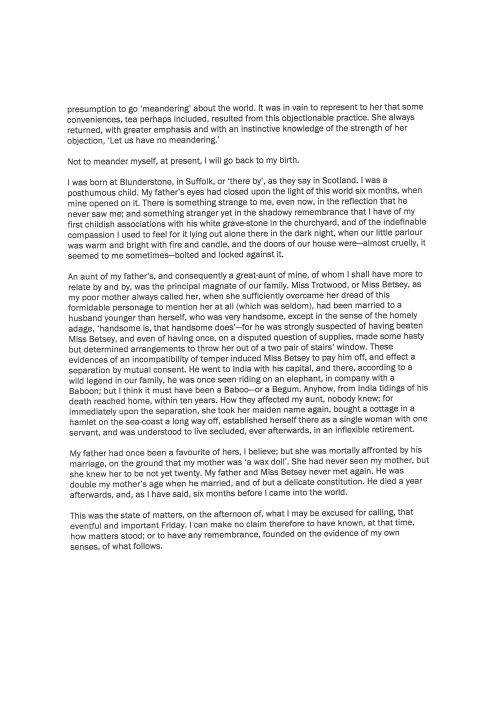 presumption to go ‘meandering’ about the world. It was in vain to represent to her that some
conveniences, tea perhaps included, resulted from this objectionable practice. She always
returned, with greater emphasis and with an instinctive knowledge of the strength of her
objection, ‘Let us have no meandering.’
Not to meander myself, at present, I will go back to my birth.
I was born at Blunderstone, in Suffolk, or ‘there by’, as they say in Scotland. I was a
posthumous child. My father’s eyes had closed upon the light of this world six months, when
mine opened on it. There is something strange to me, even now, in the reflection that he
never saw me; and something stranger yet in the shadowy remembrance that I have of my
first childish associations with his white grave-stone in the churchyard, and of the indefinable
compassion I used to feel for it lying out alone there in the dark night, when our little parlour
was warm and bright with fire and candle, and the doors of our house were—almost cruelly, it
seemed to me sometimes—bolted and locked against it.
An aunt of my father’s, and consequently a great-aunt of mine, of whom I shall have more to
relate by and by, was the principal magnate of our family. Miss Trotwood, or Miss Betsey, as
my poor mother always called her, when she sufficiently overcame her dread of this
formidable personage to mention her at all (which was seldom), had been married to a
husband younger than herself, who was very handsome, except in the sense of the homely
adage, ‘handsome is, that handsome does’—for he was strongly suspected of having beaten
Miss Betsey, and even of having once, on a disputed question of supplies, made some hasty
but determined arrangements to throw her out of a two pair of stairs’ window. These
evidences of an incompatibility of temper induced Miss Betsey to pay him off, and effect a
separation by mutual consent. He went to India with his capital, and there, according to a
wild legend in our family, he was once seen riding on an elephant, in company with a
Baboon; but I think it must have been a Baboo—or a Begum. Anyhow, from India tidings of his
death reached home, within ten years. How they affected my aunt, nobody knew; for
immediately upon the separation, she took her maiden name again, bought a cottage in a
hamlet on the sea-coast a long way off, established herself there as a single woman with one
servant, and was understood to live secluded, ever afterwards, in an inflexible retirement.
My father had once been a favourite of hers, I believe; but she was mortally affronted by his
marriage, on the ground that my mother was ‘a wax doll’. She had never seen my mother, but
she knew her to be not yet twenty. My father and Miss Betsey never met again. He was
double my mother’s age when he married, and of but a delicate constitution. He died a year
afterwards, and, as I have said, six months before I came into the world.
This was the state of matters, on the afternoon of, what I may be excused for calling, that
eventful and important Friday. I can make no claim therefore to have known, at that time,
how matters stood; or to have any remembrance, founded on the evidence of my own
senses, of what follows.